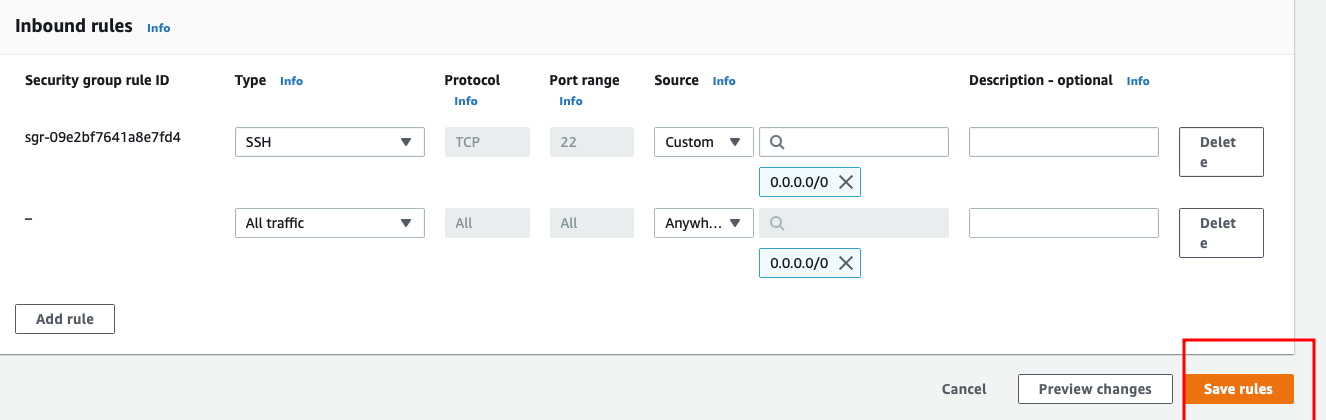 Inbound rules Info
Security group rule ID Type Info Protocol Info Port range Info Source Info Description - optional Info
sgr-09e2bf7641a8e7fd4 SSH TCP 22 Custom Delet
e
0.0.0.0/0
– All traffic All All Anywh... Delet
e
0.0.0.0/0
Add rule
Cancel Preview changes Save rules